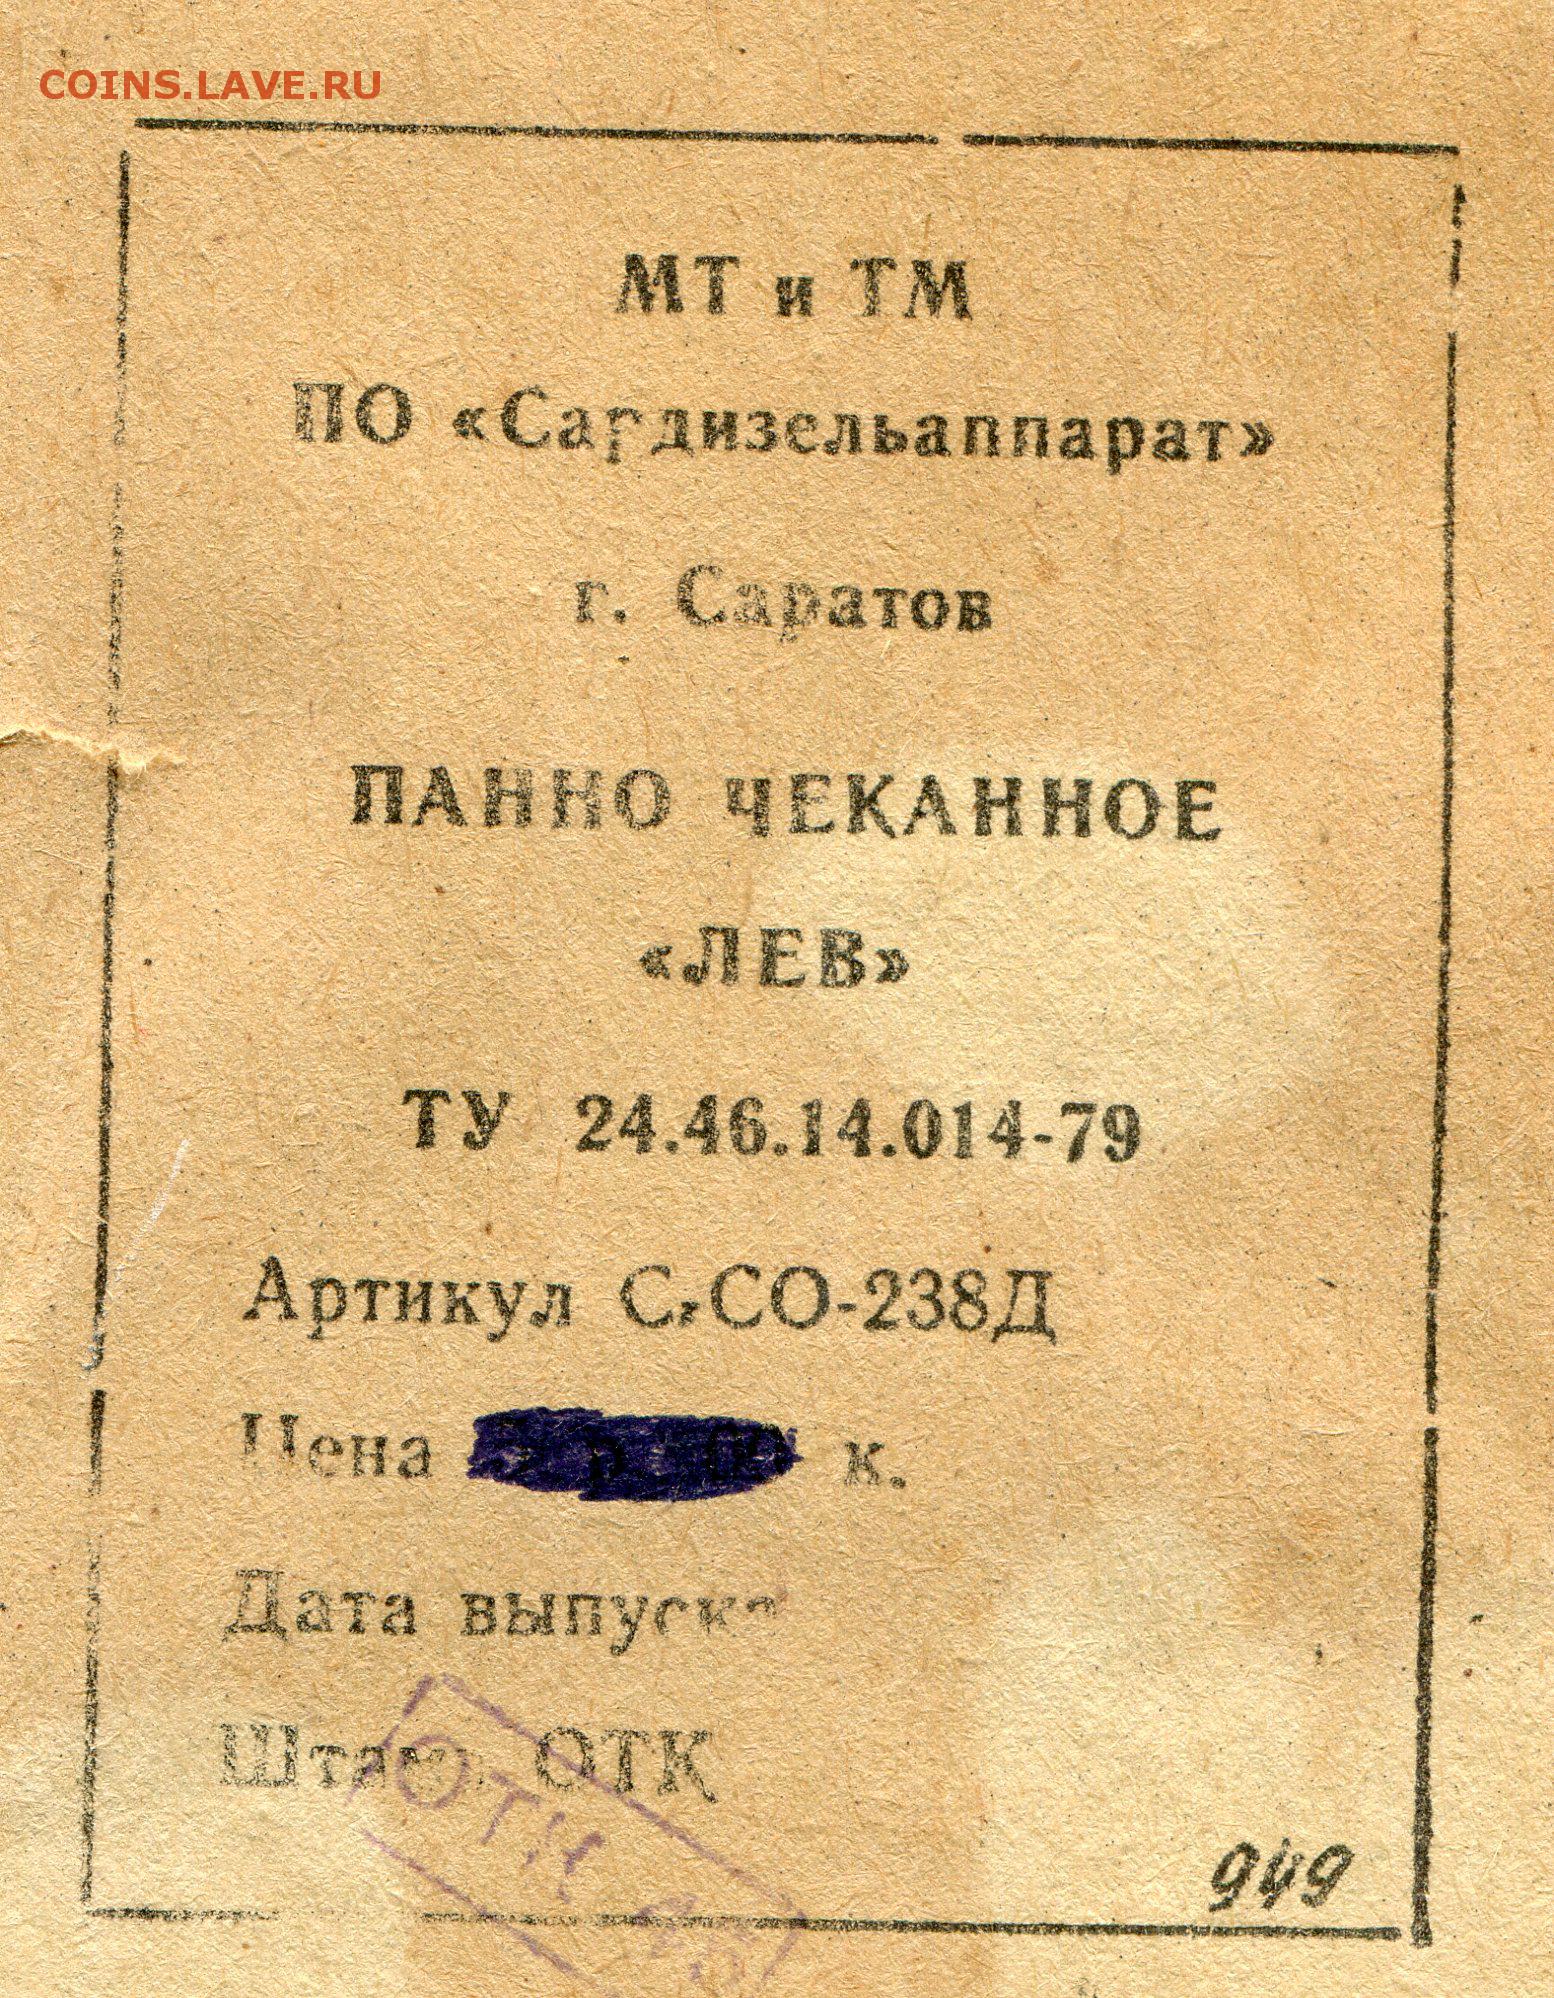 COINS.LAVE.RU
МТ и ТМ
ПО «Сардизельаппарат»
г. Саратов
ПАННО ЧЕКАННОЕ
«ЛЕВ»
ТУ 24.46.14.014-79
Артикул С,СО-238Д
Цена р к.
Дата выпуска
Штамп ОТК
ОТК
949